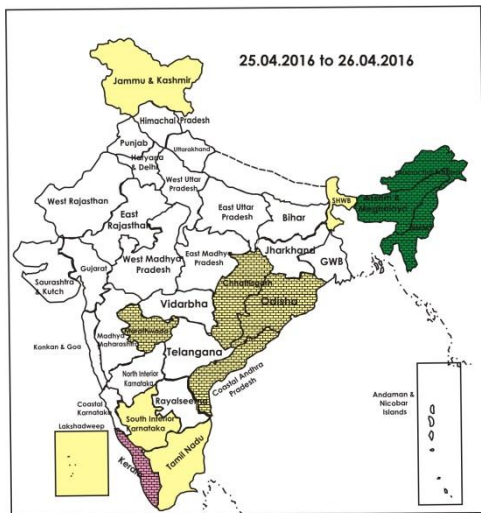 25.04.2016 to 26.04.2016
Jammu & Kashmir
Himachal Pradesh
Punjab
Uttarakhand
Haryana
& Delhi
West Uttar
Pradesh
West Rajasthan
East
Rajasthan
East Uttar
Pradesh
Bihar
SHWB
Saurashtra
& Kutch
Gujarat
West Madhya
Pradesh
East Madhya
Pradesh
Jharkhand
GWB
Chhattisgarh
Odisha
Vidarbha
Marathwada
Madhya
Maharashtra
Konkan & Goa
Telangana
North Interior
Karnataka
Coastal Andhra
Pradesh
Rayalseema
Coastal
Karnataka
Lakshadweep
South Interior
Karnataka
Tamil Nadu
Kerala
Andaman &
Nicobar
Islands